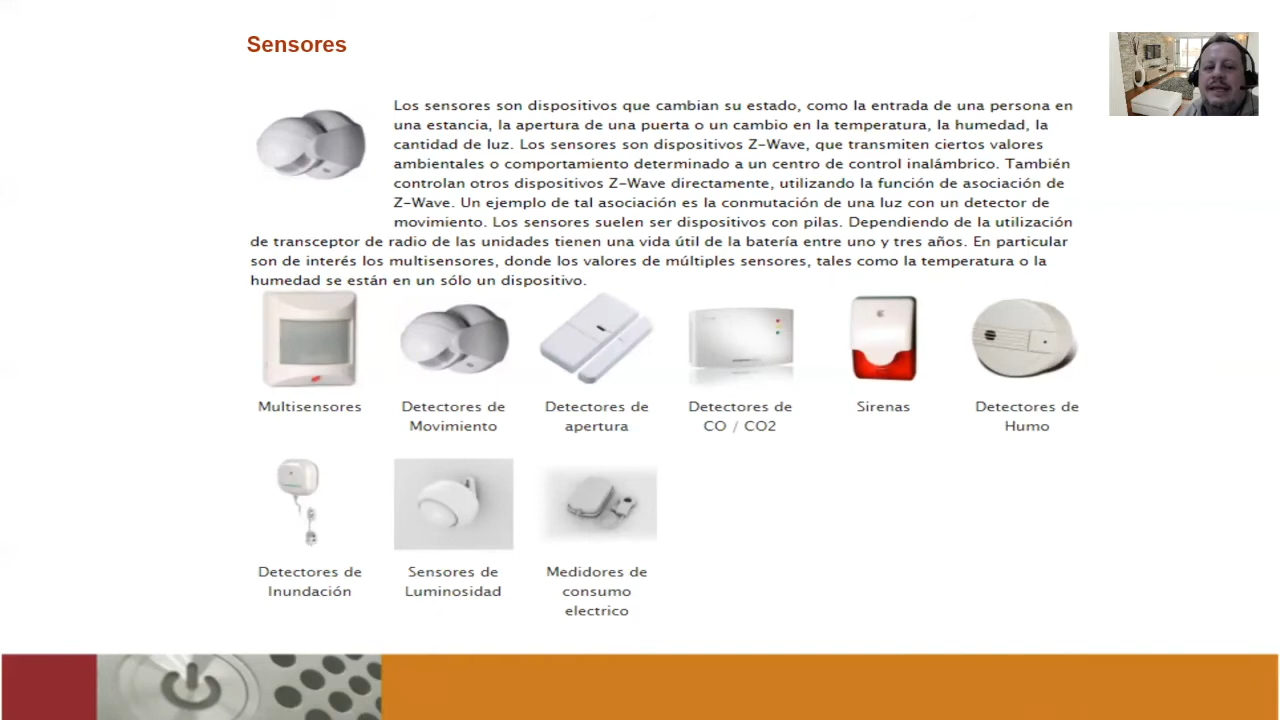 Sensores
Los sensores son dispositivos que cambian su estado, como la entrada de una persona en
una estancia, la apertura de una puerta o un cambio en la temperatura, la humedad, la
cantidad de luz. Los sensores son dispositivos Z-Wave, que transmiten ciertos valores
ambientales o comportamiento determinado a un centro de control inalámbrico. También
controlan otros dispositivos Z-Wave directamente, utilizando la función de asociación de
Z-Wave. Un ejemplo de tal asociación es la conmutación de una luz con un detector de
movimiento. Los sensores suelen ser dispositivos con pilas. Dependiendo de la utilización
de transceptor de radio de las unidades tienen una vida útil de la batería entre uno y tres años. En particular
son de interés los multisensores, donde los valores de múltiples sensores, tales como la temperatura o la
humedad se están en un sólo un dispositivo.
Multisensores
Detectores de
Movimiento
Detectores de
apertura
Detectores de
CO / CO2
Sirenas
Detectores de
Humo
Detectores de
Inundación
Sensores de
Luminosidad
Medidores de
consumo
electrico